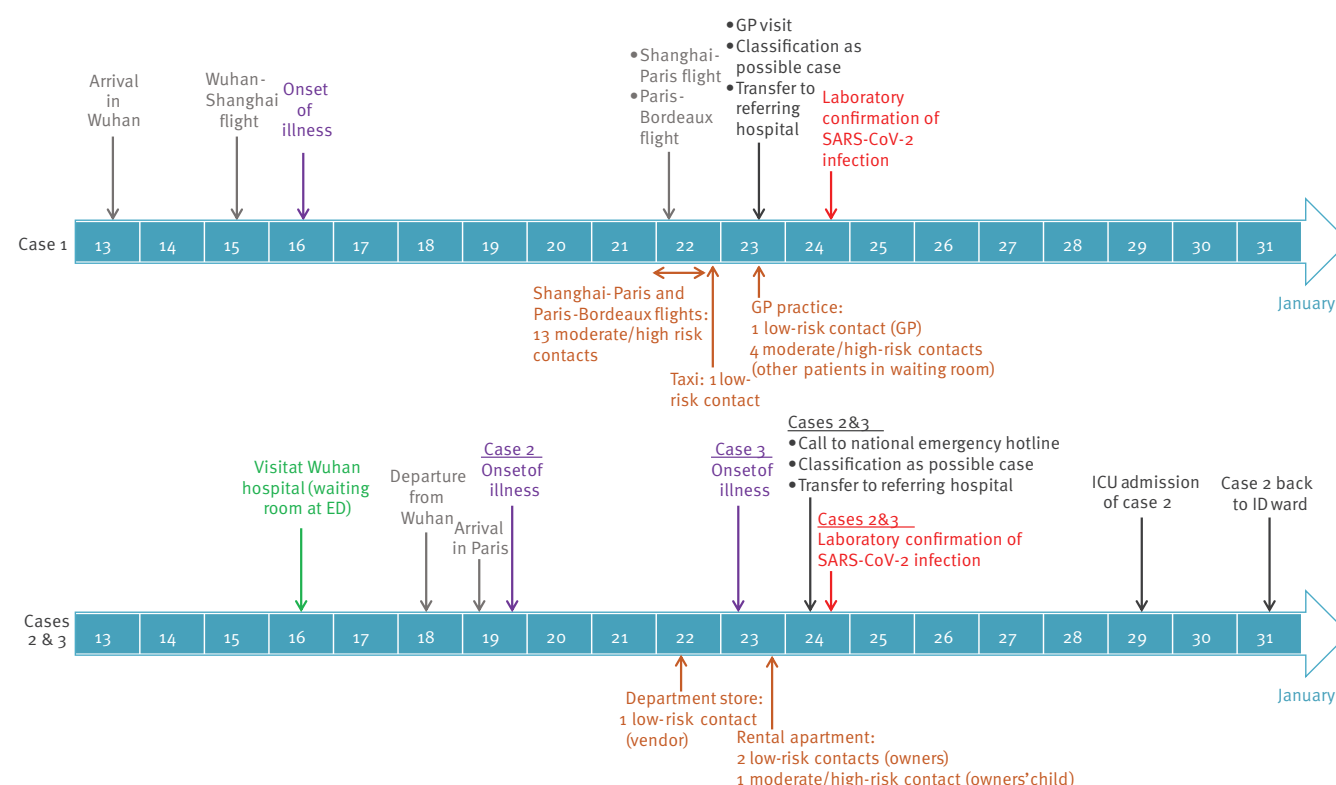 Arrival
in
Wuhan
Wuhan-
Shanghai
flight
Onset
of
illness
•Shanghai-
Paris flight
•Paris-
Bordeaux
flight
•GP visit
•Classification as
possible case
•Transfer to
referring
hospital
Laboratory
confirmation of
SARS-CoV-2
infection
Case 1
13 14 15 16 17 18 19 20 21 22 23 24 25 26 27 28 29 30 31
January
Shanghai-Paris and
Paris-Bordeaux flights:
13 moderate/high risk
contacts
Taxi: 1 low-
risk contact
GP practice:
1 low-risk contact (GP)
4 moderate/high-risk contacts
(other patients in waiting room)
Visitat Wuhan
hospital (waiting
room at ED)
Departure
from
Wuhan
Arrival
in Paris
Case 2
Onsetof
illness
Case 3
Onsetof
illness
Cases 2&3
•Call to national emergency hotline
•Classification as possible case
•Transfer to referring hospital
Cases 2&3
Laboratory confirmation of
SARS-CoV-2 infection
ICU admission
of case 2
Case 2 back
to ID ward
Cases
2 & 3
13 14 15 16 17 18 19 20 21 22 23 24 25 26 27 28 29 30 31
January
Department store:
1 low-risk contact
(vendor)
Rental apartment:
2 low-risk contacts (owners)
1 moderate/high-risk contact (owners'child)